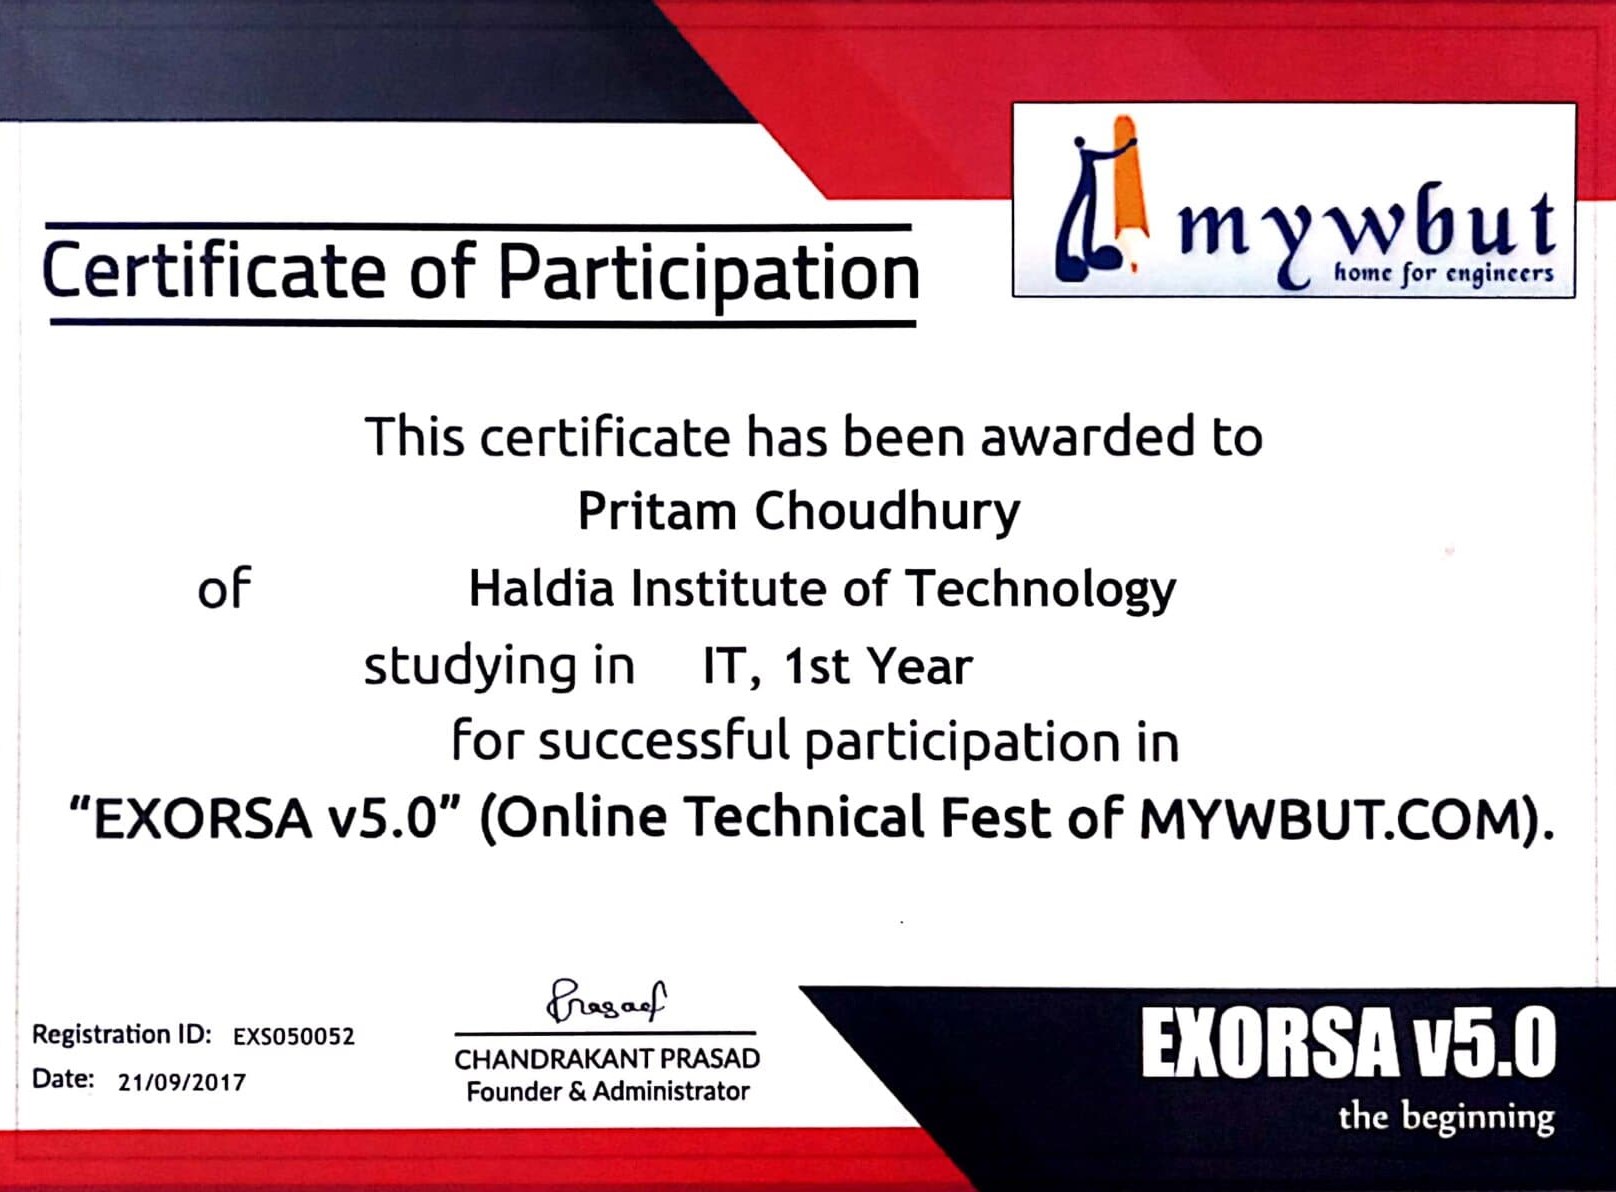 mywbut
home for engineers
Certificate of Participation
This certificate has been awarded to
Pritam Choudhury
of Haldia Institute of Technology
studying in IT, 1st Year
for successful participation in
“EXORSA v5.0” (Online Technical Fest of MYWBUT.COM).
Prasad
Registration ID: EXS050052
Date: 21/09/2017
CHANDRAKANT PRASAD
Founder & Administrator
EXORSA v5.0
the beginning